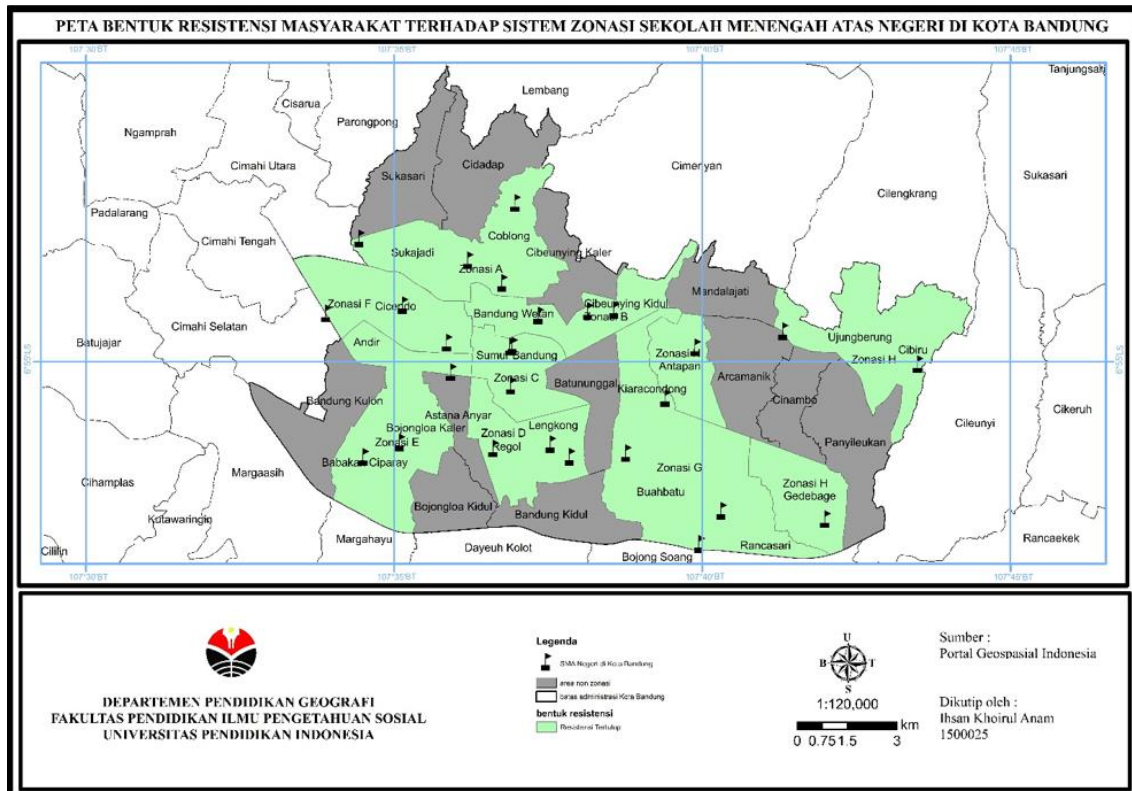 PETA BENTUK RESISTENSI MASYARAKAT TERHADAP SISTEM ZONASI SEKOLAH MENENGAH ATAS NEGERI DI KOTA BANDUNG
107°30'BT
107°35'BT
107°40'BT
107°45'BT
Tanjungsari
Lembang
Cisarua
Parongpong
Ngamprah
Cidadap
Cimahi Utara
Sukasari
Cimenyan
Sukasari
Cilengkrang
Padalarang
Cimahi Tengah
Coblong
Sukajadi
Cibeunying Kaler
Zonasi A
Mandalajati
Zonasi F
Cicendo
Cibeunying Kidul
Bandung Wetan
Zonasi B
Cimahi Selatan
Ujungberung
Batujajar
Andir
Sumur Bandung
Zonasi
Cibiru
Zonasi H
6°55'LS
6°55'LS
Antapan
Zonasi C
Batununggal
Kiaracondong
Arcamanik
Bandung Kulon
Cinambo
Cikeruh
Astana Anyar
Bojongloa Kaler
Lengkong
Cileunyi
Zonasi E
Zonasi D
Regol
Panyileukan
Babakan Ciparay
Zonasi G
Margaasih
Cihamplas
Zonasi H
Gedebage
Buahbatu
Bojongloa Kidul
Bandung Kidul
Kutawaringin
Margahayu
Rancaekek
Cililin
Dayeuh Kolot
Rancasari
Bojong Soang
107°30'BT
107°35'BT
107°40'BT
107°45'BT
DEPARTEMEN PENDIDIKAN GEOGRAFI
FAKULTAS PENDIDIKAN ILMU PENGETAHUAN SOSIAL
UNIVERSITAS PENDIDIKAN INDONESIA
Legenda
SMA Negeri di Kota Bandung
area non zonasi
batas administrasi Kota Bandung
bentuk resistensi
Resistensi Tertutup
U
B
T
S
1:120,000
km
0 0.75 1.5 3
Sumber :
Portal Geospasial Indonesia
Dikutip oleh :
Ihsan Khoirul Anam
1500025